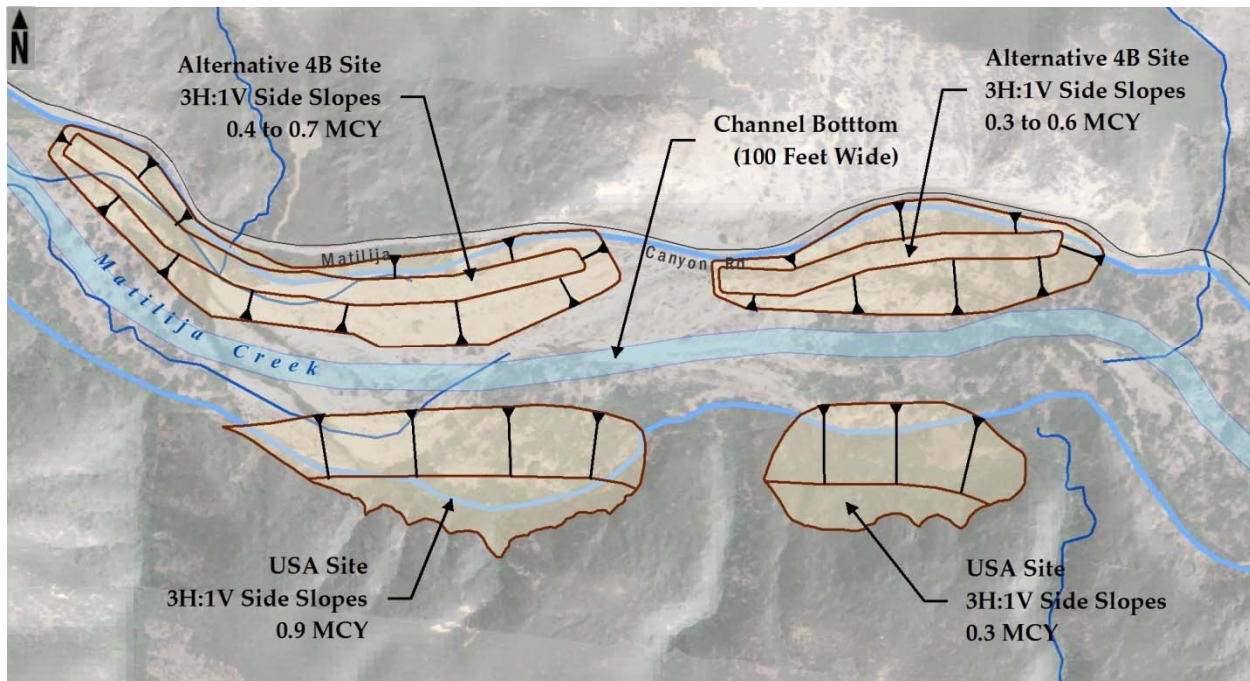 N
Alternative 4B Site
3H:1V Side Slopes
0.4 to 0.7 MCY
Alternative 4B Site
3H:1V Side Slopes
0.3 to 0.6 MCY
Channel Botttom
(100 Feet Wide)
Matilija Canyon Rd
Matilija Creek
USA Site
3H:1V Side Slopes
0.9 MCY
USA Site
3H:1V Side Slopes
0.3 MCY